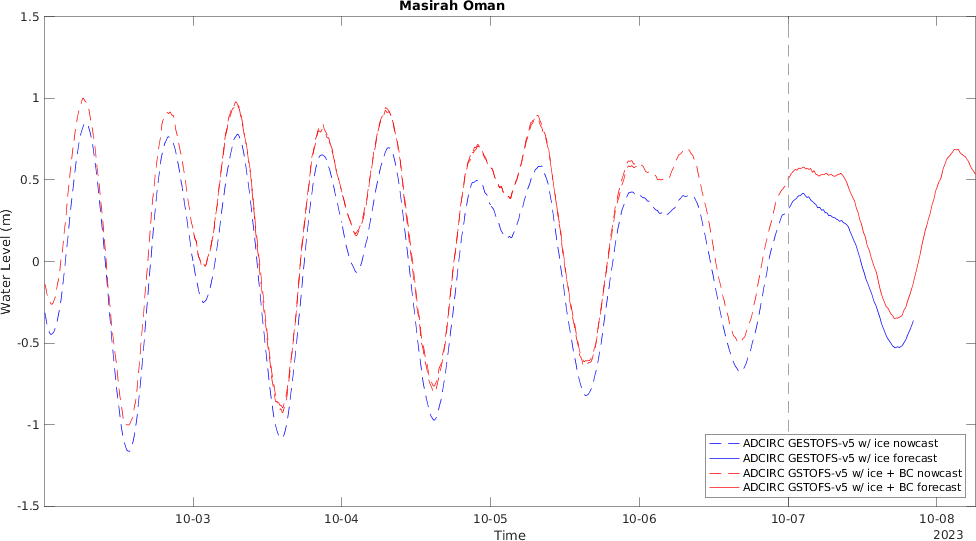 Masirah Oman
1.5
1
0.5
0
-0.5
-1
-1.5
Water Level (m)
10-03
10-04
10-05
10-06
10-07
10-08
Time
2023
ADCIRC GESTOFS-v5 w/ ice nowcast
ADCIRC GESTOFS-v5 w/ ice forecast
ADCIRC GSTOFS-v5 w/ ice + BC nowcast
ADCIRC GSTOFS-v5 w/ ice + BC forecast